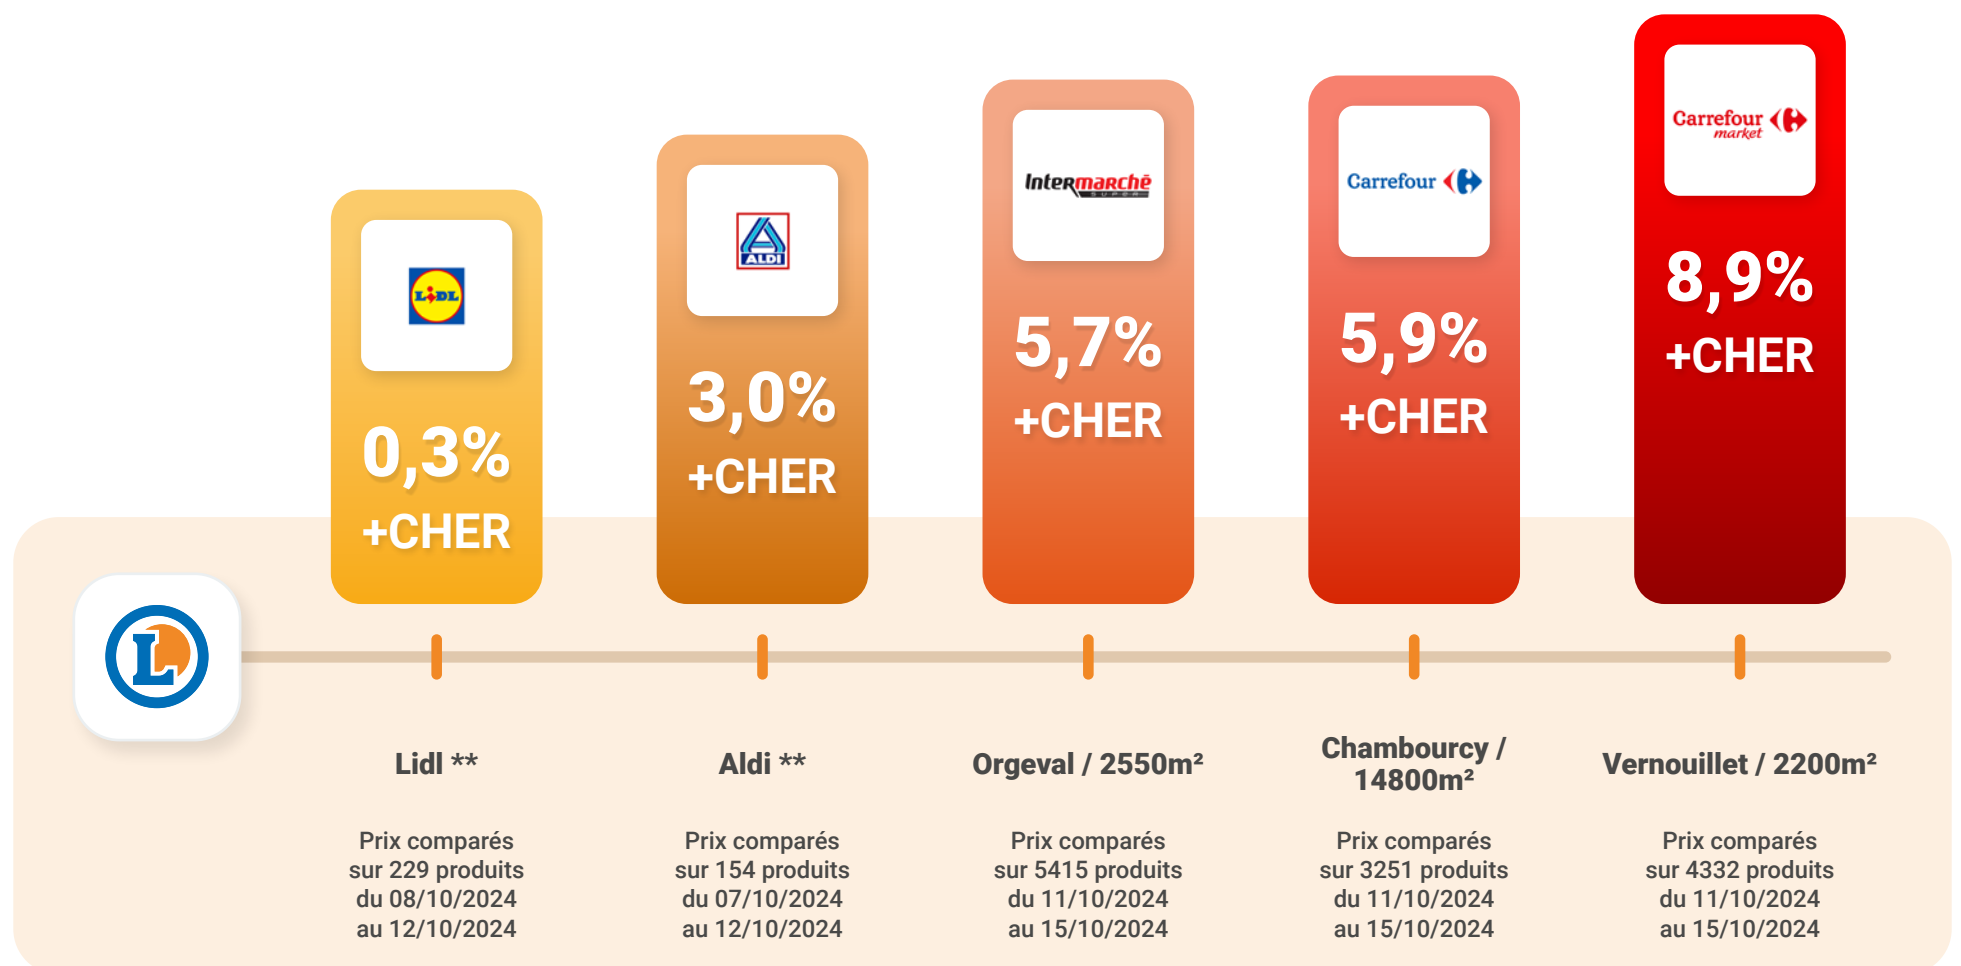 LIDL
0,3%
+CHER
ALDI
3,0%
+CHER
Intermarchē
SUPER
5,7%
+CHER
Carrefour
5,9%
+CHER
Carrefour
market
8,9%
+CHER
L
Lidl **
Prix comparés
sur 229 produits
du 08/10/2024
au 12/10/2024
Aldi **
Prix comparés
sur 154 produits
du 07/10/2024
au 12/10/2024
Orgeval / 2550m²
Prix comparés
sur 5415 produits
du 11/10/2024
au 15/10/2024
Chambourcy /
14800m²
Prix comparés
sur 3251 produits
du 11/10/2024
au 15/10/2024
Vernouillet / 2200m²
Prix comparés
sur 4332 produits
du 11/10/2024
au 15/10/2024